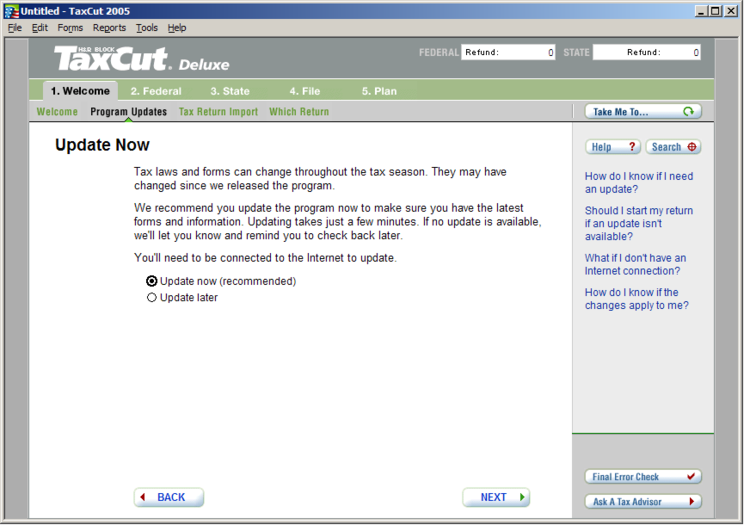 Untitled - TaxCut 2005
File Edit Forms Reports Tools Help
H&R BLOCK
TaxCut. Deluxe
FEDERAL Refund: 0 STATE Refund: 0
1. Welcome 2. Federal 3. State 4. File 5. Plan
Welcome Program Updates Tax Return Import Which Return
Take Me To...
Update Now
Tax laws and forms can change throughout the tax season. They may have
changed since we released the program.
We recommend you update the program now to make sure you have the latest
forms and information. Updating takes just a few minutes. If no update is available,
we'll let you know and remind you to check back later.
You'll need to be connected to the Internet to update.
Update now (recommended)
Update later
BACK
NEXT
Help ? Search
How do I know if I need
an update?
Should I start my return
if an update isn't
available?
What if I don't have an
Internet connection?
How do I know if the
changes apply to me?
Final Error Check
Ask A Tax Advisor